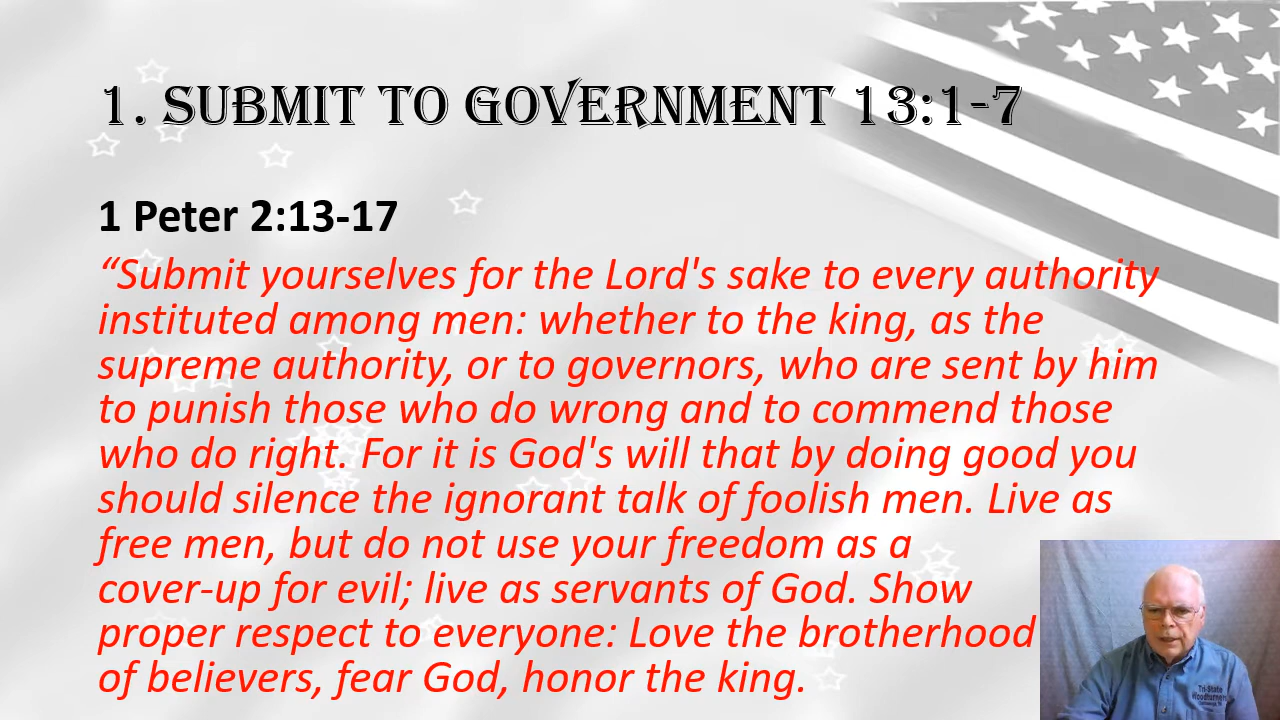 1. SUBMIT TO GOVERNMENT 13:1-7
1 Peter 2:13-17
“Submit yourselves for the Lord's sake to every authority
instituted among men: whether to the king, as the
supreme authority, or to governors, who are sent by him
to punish those who do wrong and to commend those
who do right. For it is God's will that by doing good you
should silence the ignorant talk of foolish men. Live as
free men, but do not use your freedom as a
cover-up for evil; live as servants of God. Show
proper respect to everyone: Love the brotherhood
of believers, fear God, honor the king.
Tri-State